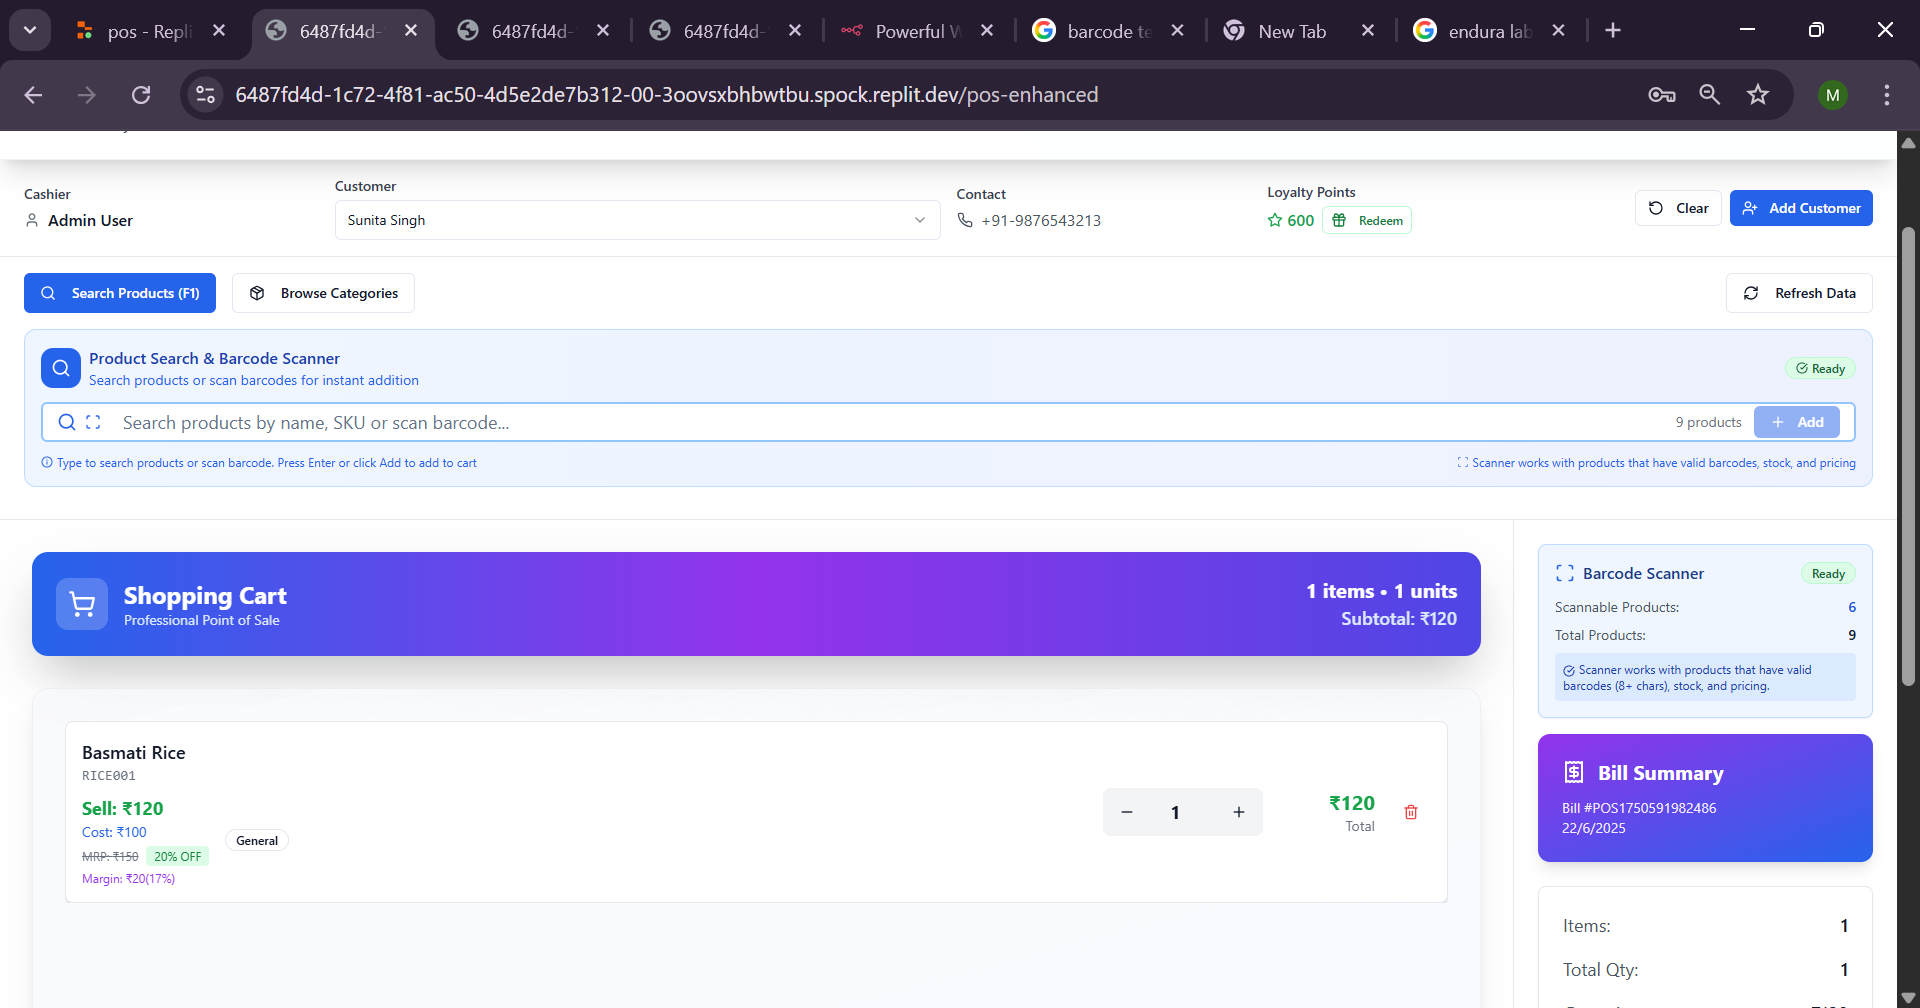 pos - Repli
6487fd4d-
6487fd4d-
6487fd4d-
Powerful W
barcode te
New Tab
endura lab
6487fd4d-1c72-4f81-ac50-4d5e2de7b312-00-3oovsxbhbwtbu.spock.replit.dev/pos-enhanced
M
Cashier
Admin User
Customer
Sunita Singh
Contact
+91-9876543213
Loyalty Points
600 Redeem
Clear
Add Customer
Search Products (F1)
Browse Categories
Refresh Data
Product Search & Barcode Scanner
Search products or scan barcodes for instant addition
Ready
Search products by name, SKU or scan barcode...
9 products
+ Add
Type to search products or scan barcode. Press Enter or click Add to add to cart
Scanner works with products that have valid barcodes, stock, and pricing
Shopping Cart
Professional Point of Sale
1 items • 1 units
Subtotal: ₹120
Basmati Rice
RICE001
Sell: ₹120
Cost: ₹100
MRP: ₹150 20% OFF
Margin: ₹20(17%)
General
− 1 +
₹120
Total
Barcode Scanner
Ready
Scannable Products: 6
Total Products: 9
Scanner works with products that have valid
barcodes (8+ chars), stock, and pricing.
Bill Summary
Bill #POS1750591982486
22/6/2025
Items: 1
Total Qty: 1